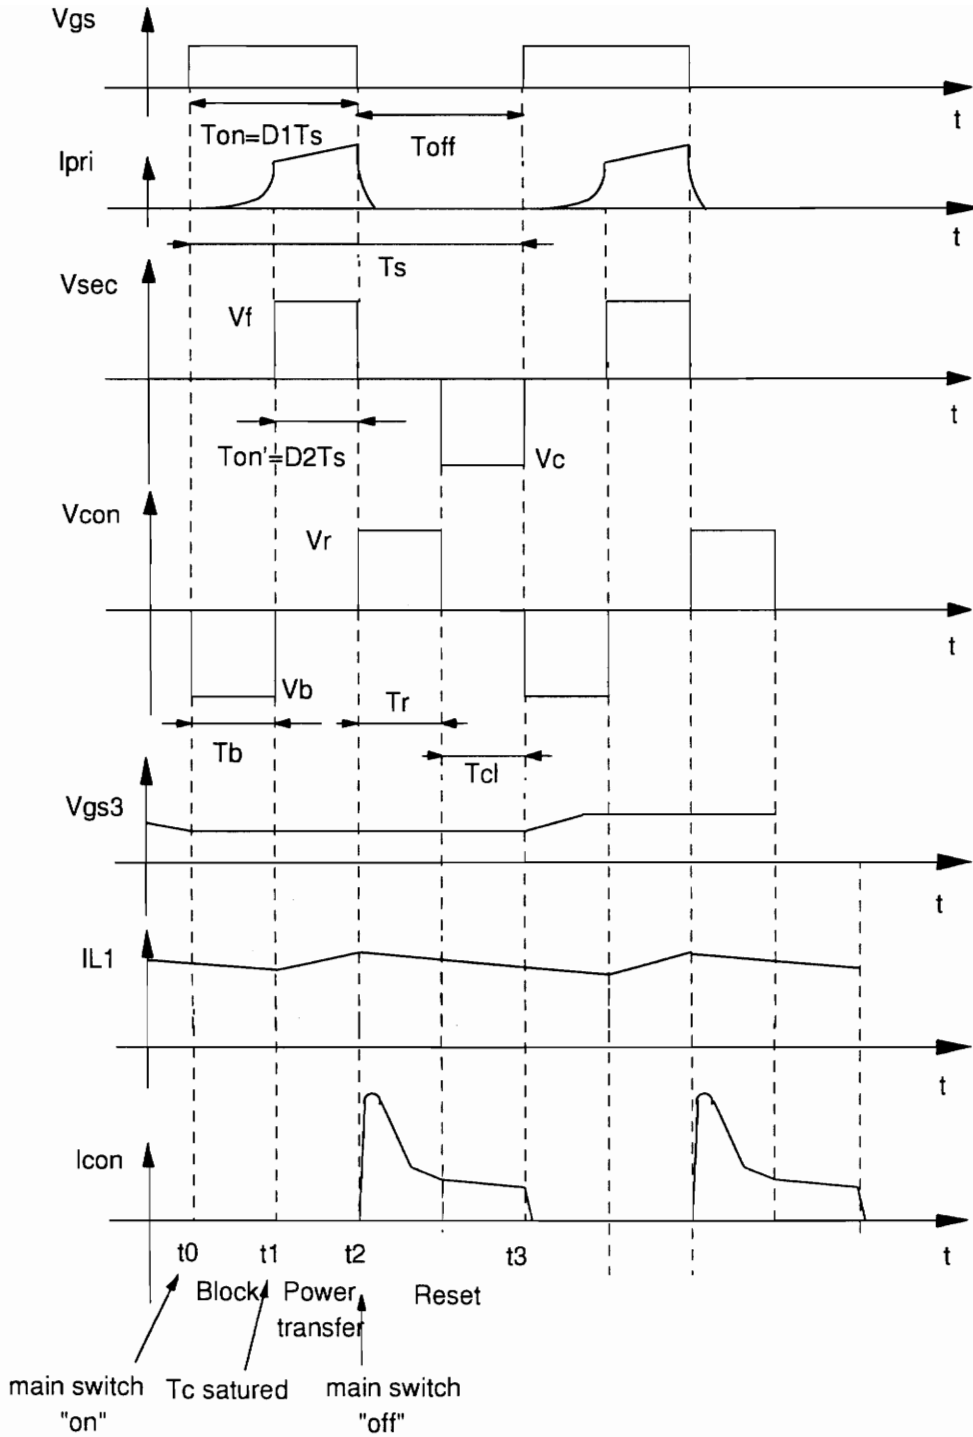 Vgs
t
Ton=D1Ts
Toff
Ipri
t
Ts
Vsec
Vf
t
Ton'=D2Ts
Vc
Vcon
Vr
t
Vb
Tr
Tb
Tcl
Vgs3
t
IL1
t
Icon
t0
t1
t2
t3
t
Block
Power
transfer
Reset
main switch
"on"
Tc satured
main switch
"off"